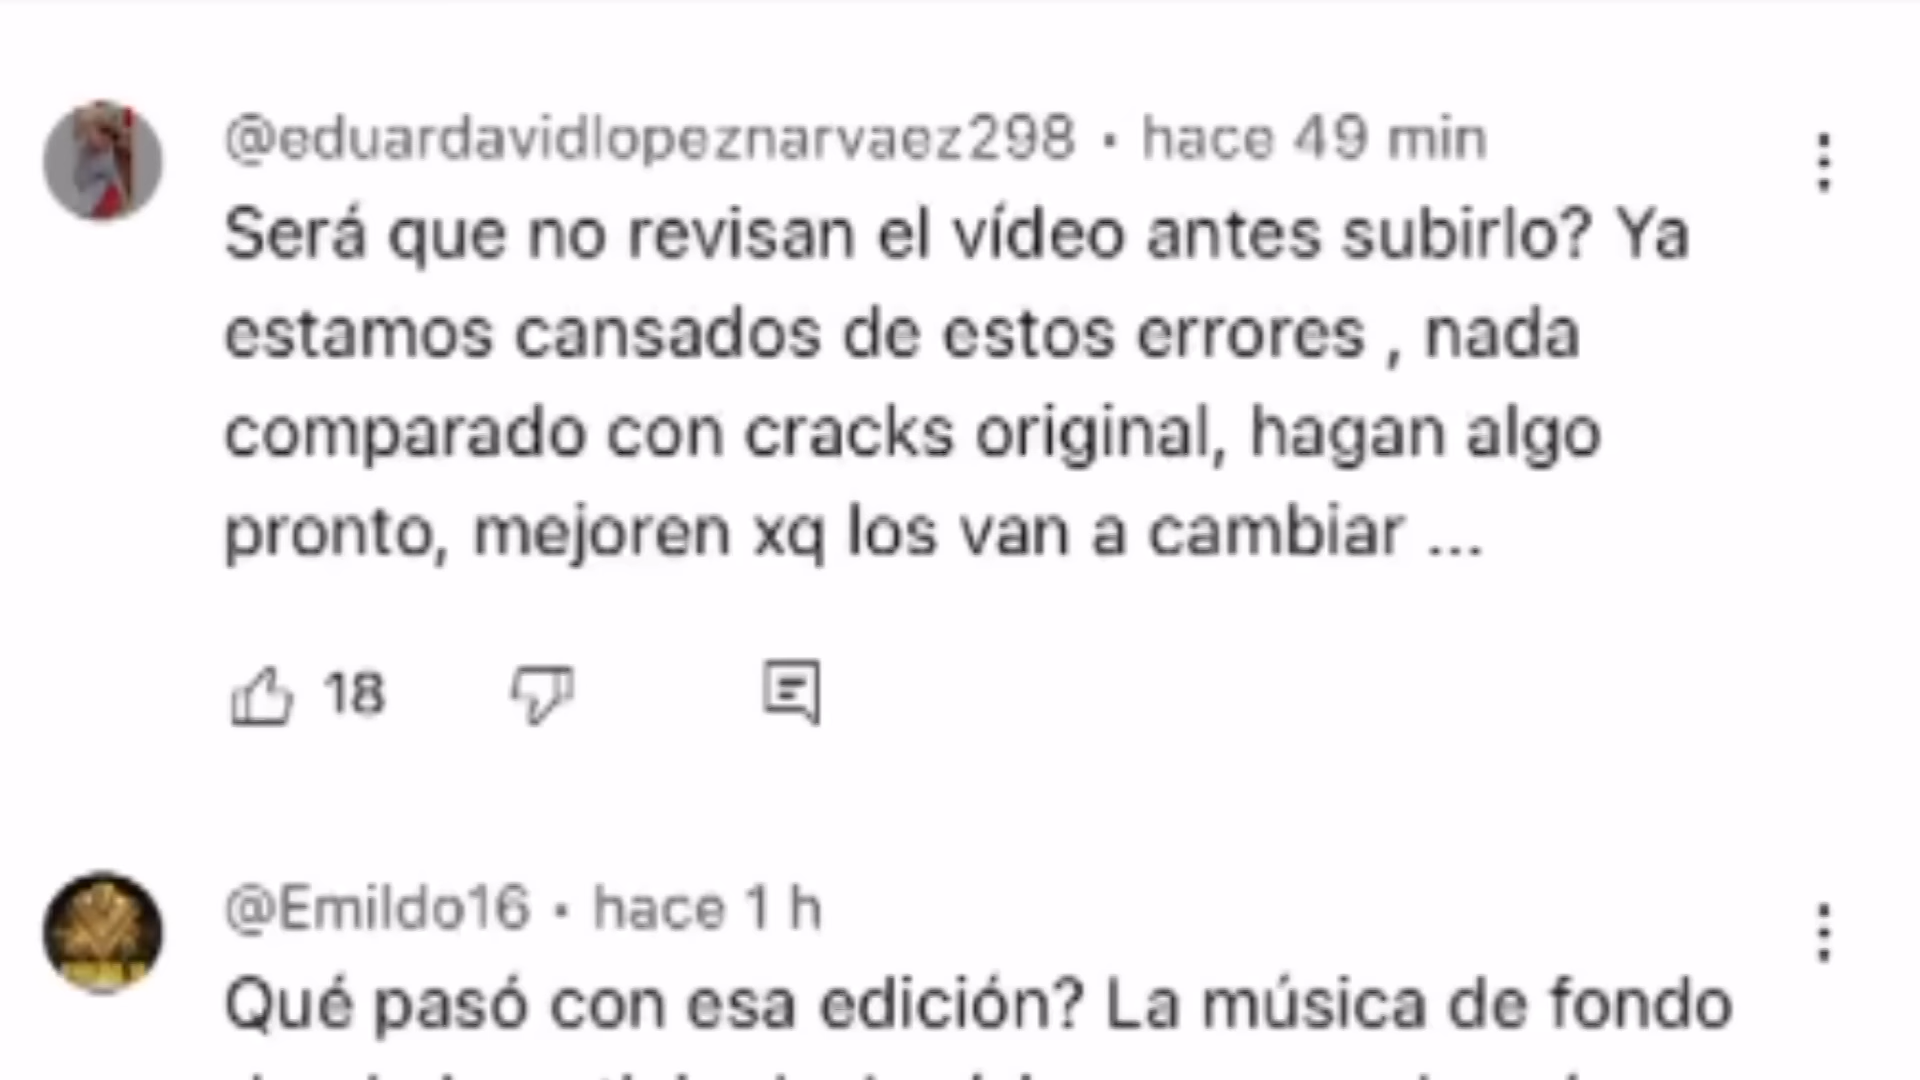 @eduardavidlopeznarvaez298 · hace 49 min
Será que no revisan el vídeo antes subirlo? Ya
estamos cansados de estos errores , nada
comparado con cracks original, hagan algo
pronto, mejoren xq los van a cambiar ...
18
@Emildo16 · hace 1 h
Qué pasó con esa edición? La música de fondo